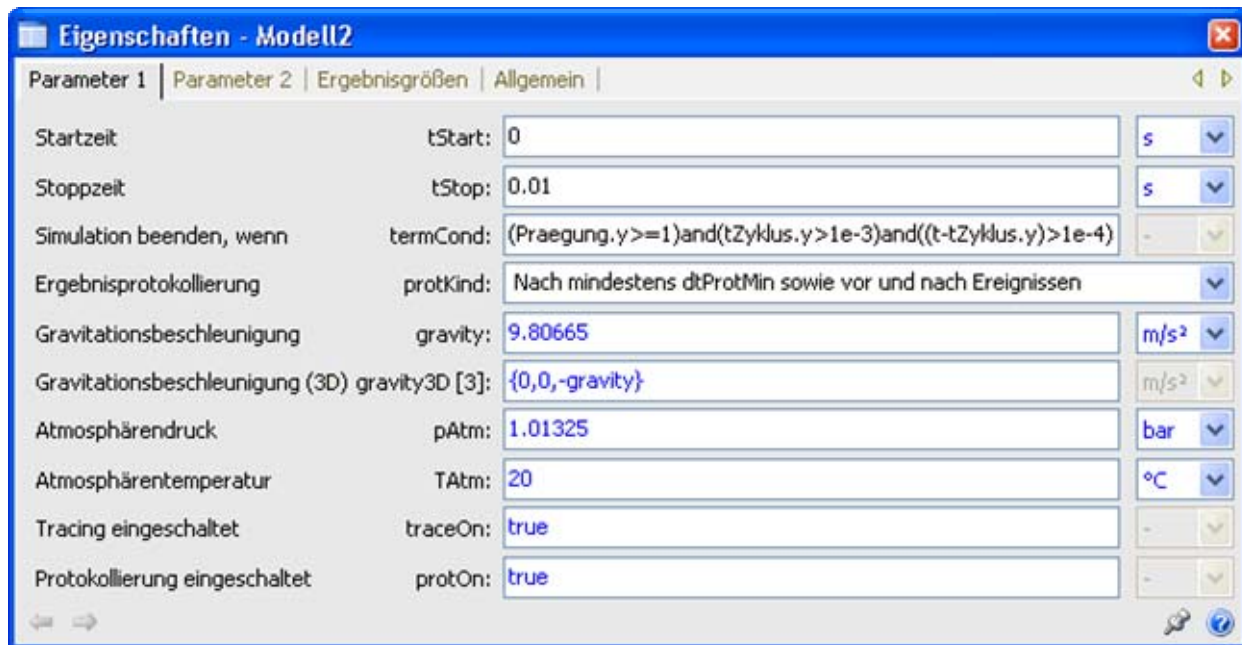 Eigenschaften - Modell2
Parameter 1 | Parameter 2 | Ergebnisgrößen | Allgemein |
Startzeit tStart: 0 s
Stoppzeit tStop: 0.01 s
Simulation beenden, wenn termCond: (Praegung.y>=1)and(tZyklus.y>1e-3)and((t-tZyklus.y)>1e-4) -
Ergebnisprotokollierung protKind: Nach mindestens dtProtMin sowie vor und nach Ereignissen
Gravitationsbeschleunigung gravity: 9.80665 m/s²
Gravitationsbeschleunigung (3D) gravity3D [3]: {0,0,-gravity} m/s²
Atmosphärendruck pAtm: 1.01325 bar
Atmosphärentemperatur TAtm: 20 °C
Tracing eingeschaltet traceOn: true -
Protokollierung eingeschaltet protOn: true -